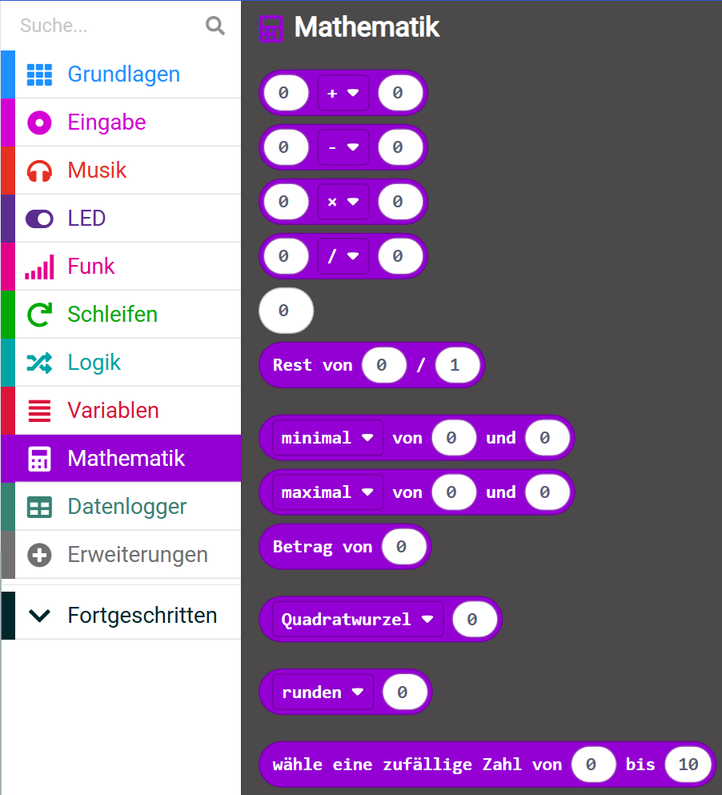 Suche...
Grundlagen
Eingabe
Musik
LED
Funk
Schleifen
Logik
Variablen
Mathematik
Datenlogger
Erweiterungen
Fortgeschritten
Mathematik
0 + 0
0 - 0
0 × 0
0 / 0
0
Rest von 0 / 1
minimal von 0 und 0
maximal von 0 und 0
Betrag von 0
Quadratwurzel 0
runden 0
wähle eine zufällige Zahl von 0 bis 10